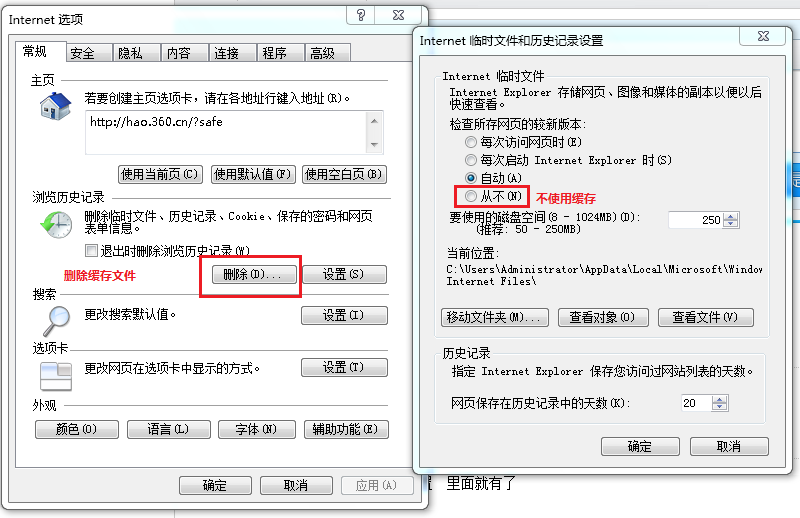 Internet 选项
常规
安全
隐私
内容
连接
程序
高级
主页
若要创建主页选项卡，请在各地址行键入地址(R)。
http://hao.360.cn/?safe
使用当前页(C)
使用默认值(F)
使用空白页(B)
浏览历史记录
删除临时文件、历史记录、Cookie、保存的密码和网页
表单信息。
退出时删除浏览历史记录(W)
删除缓存文件
删除(D)...
设置(S)
搜索
更改搜索默认值。
设置(I)
选项卡
更改网页在选项卡中显示的方式。
设置(T)
外观
颜色(O)
语言(L)
字体(N)
辅助功能(E)
确定
取消
应用(A)
Internet 临时文件和历史记录设置
Internet 临时文件
Internet Explorer 存储网页、图像和媒体的副本以便以后
快速查看。
检查所存网页的较新版本:
每次访问网页时(E)
每次启动 Internet Explorer 时(S)
自动(A)
从不(N)
不使用缓存
要使用的磁盘空间(8 - 1024MB)(D):
250
(推荐: 50 - 250MB)
当前位置:
C:\Users\Administrator\AppData\Local\Microsoft\Window
Internet Files\
移动文件夹(M)...
查看对象(O)
查看文件(V)
历史记录
指定 Internet Explorer 保存您访问过网站列表的天数。
网页保存在历史记录中的天数(K):
20
确定
取消
里面就有了